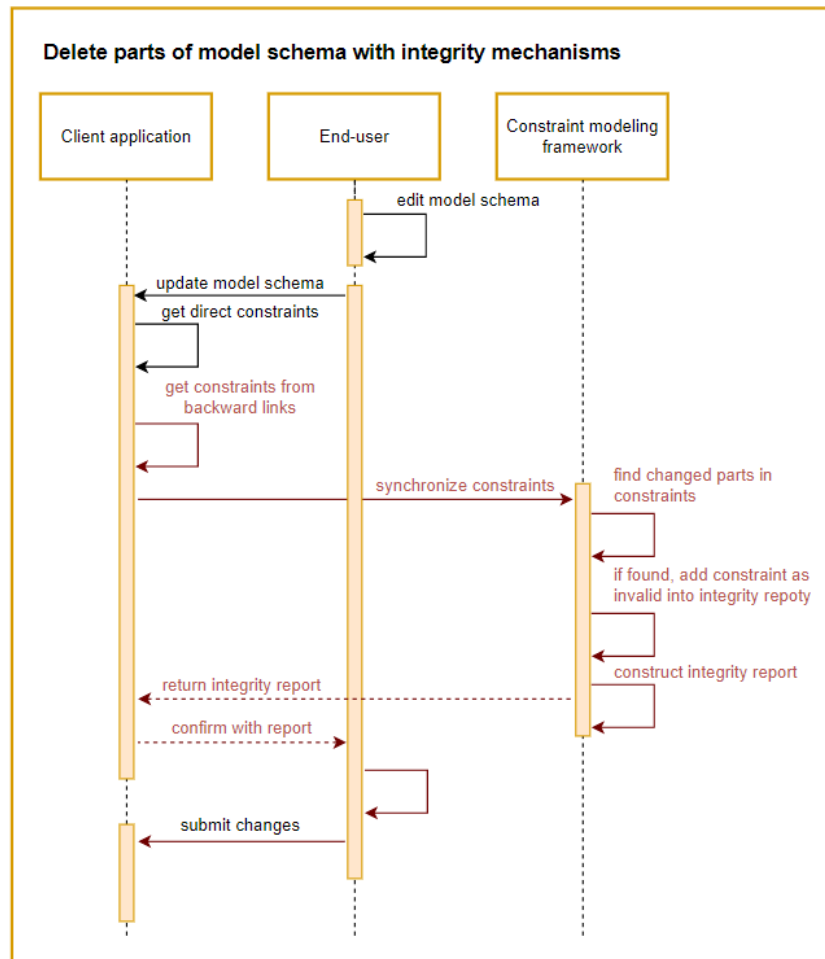 Delete parts of model schema with integrity mechanisms
Client application
End-user
Constraint modeling
framework
edit model schema
update model schema
get direct constraints
get constraints from
backward links
synchronize constraints
find changed parts in
constraints
if found, add constraint as
invalid into integrity repoty
construct integrity report
return integrity report
confirm with report
submit changes